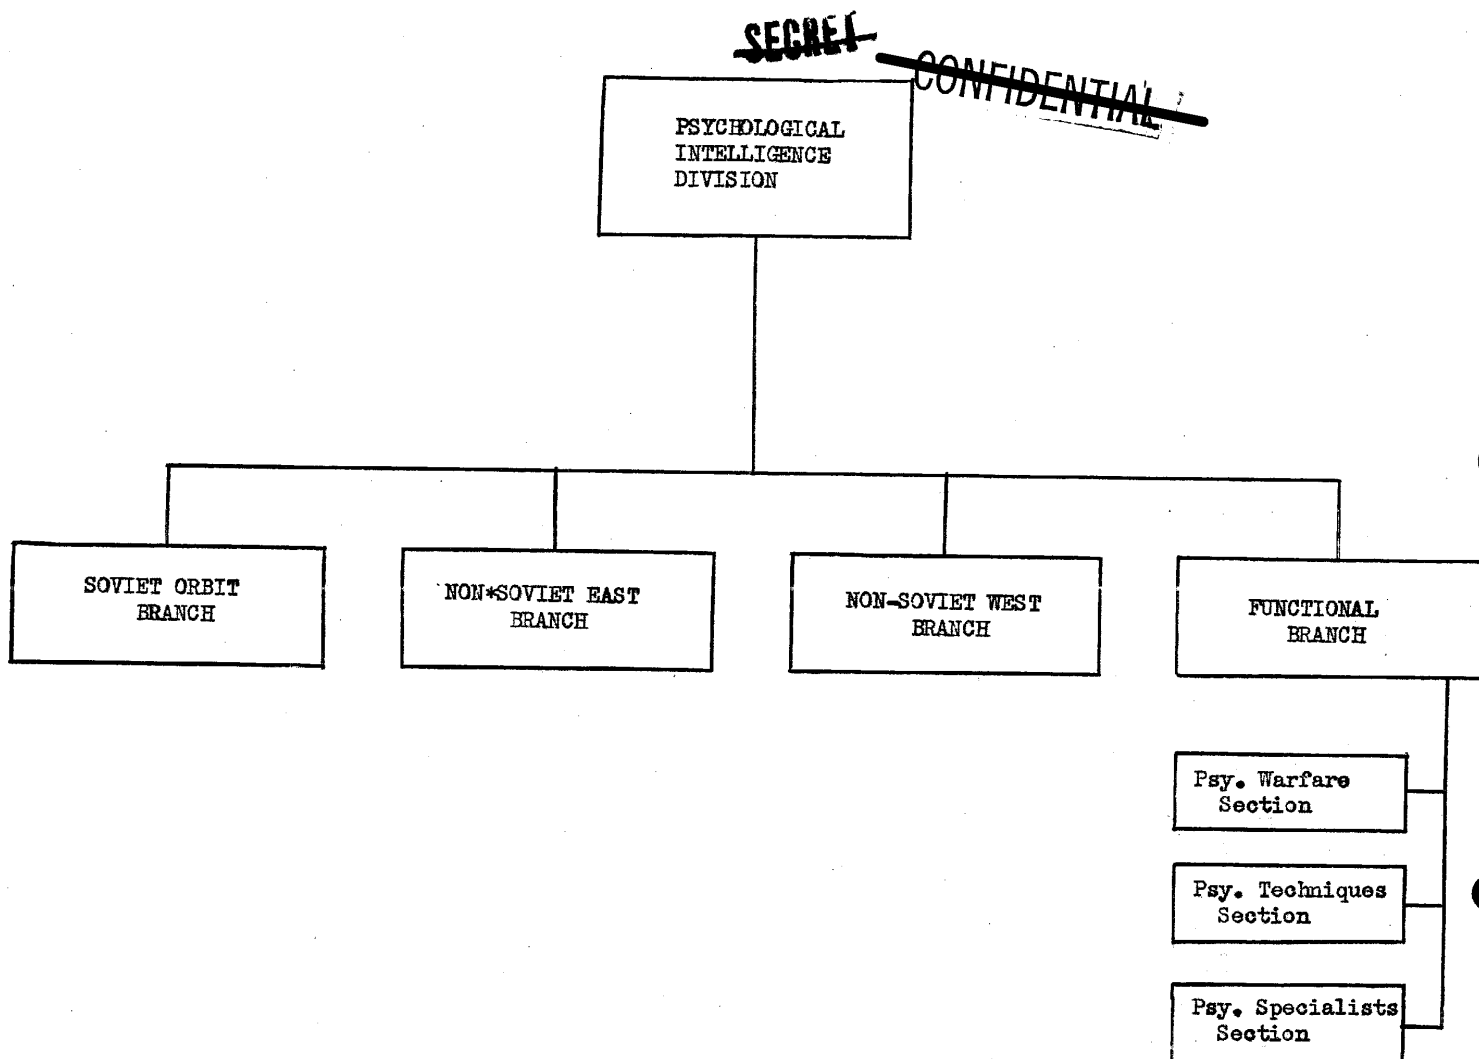 SECRET
CONFIDENTIAL
PSYCHOLOGICAL
INTELLIGENCE
DIVISION
SOVIET ORBIT
BRANCH
NON*SOVIET EAST
BRANCH
NON-SOVIET WEST
BRANCH
FUNCTIONAL
BRANCH
Psy. Warfare
Section
Psy. Techniques
Section
Psy. Specialists
Section